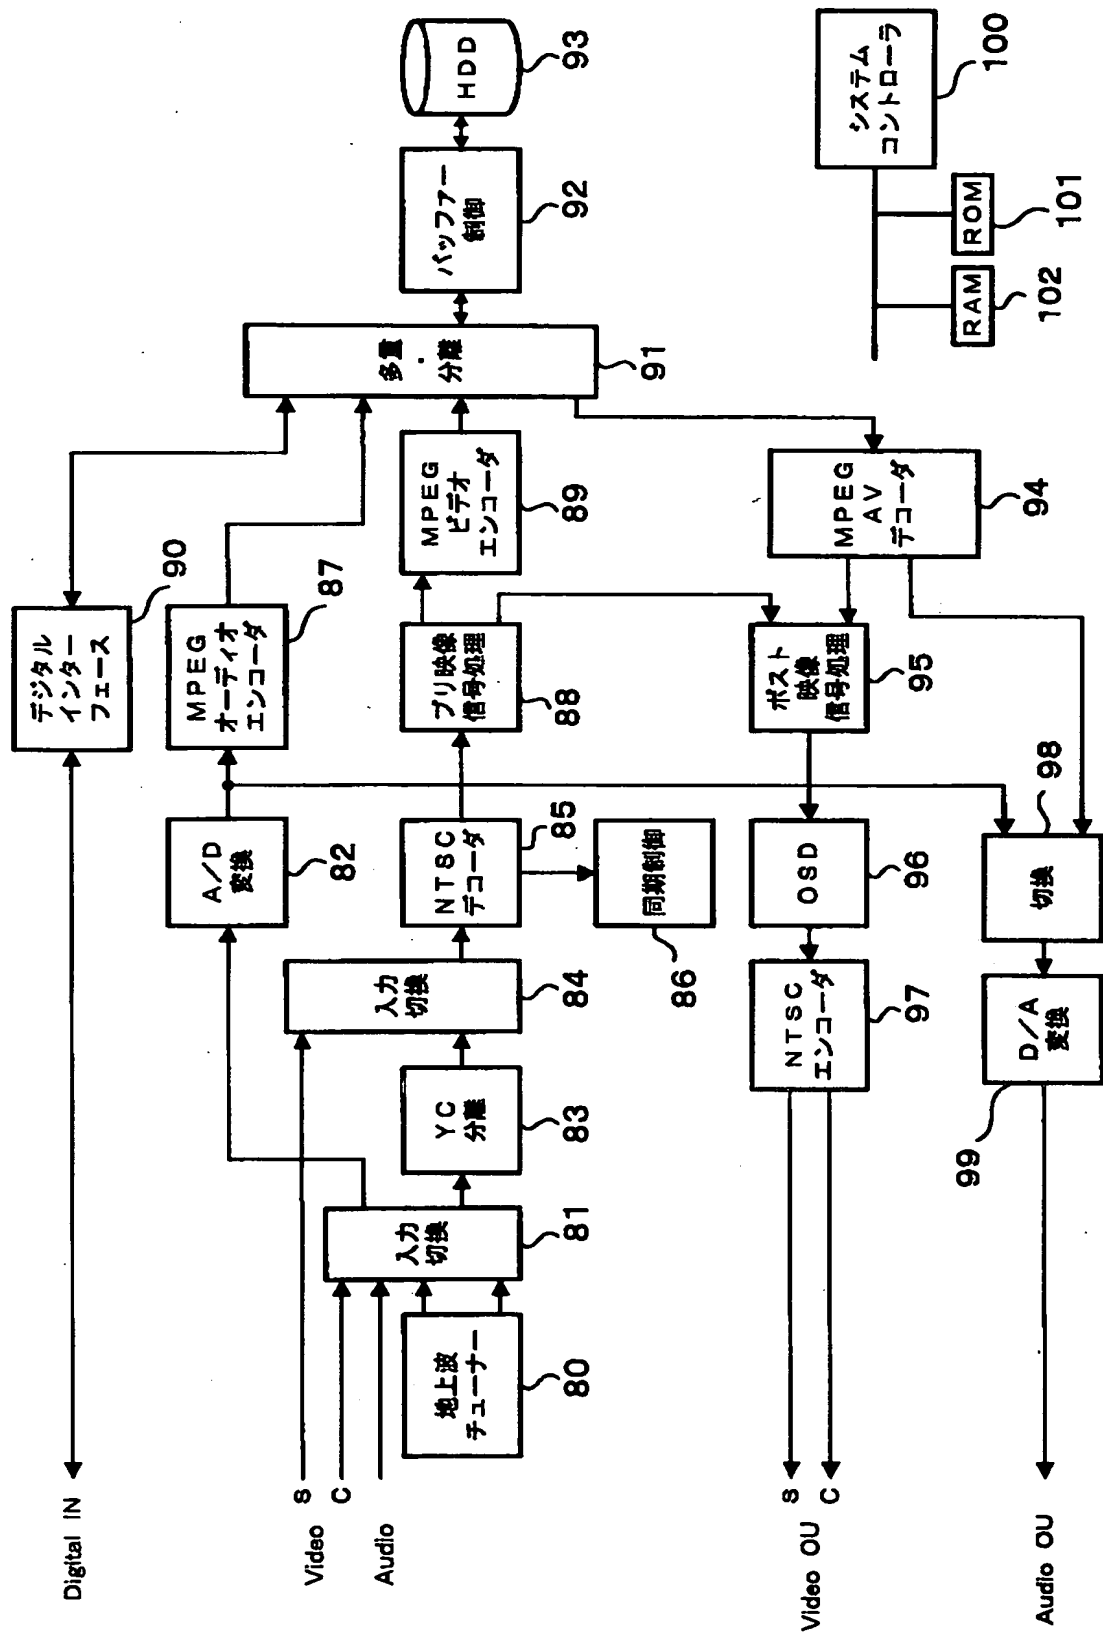 Digital IN
デジタル
インター
フェース
90
MPEG
オーディオ
エンコーダ
87
A/D
変換
82
Video
S
C
Audio
地上波
チューナー
80
入力
切換
81
YC
分離
83
入力
切換
84
NTSC
デコーダ
85
同期制御
86
プリ映像
信号処理
88
MPEG
ビデオ
エンコーダ
89
多重
・
分離
91
バッファー
制御
92
HDD
93
MPEG
AV
デコーダ
94
ポスト
映像
信号処理
95
OSD
96
NTSC
エンコーダ
97
Video OU
S
C
切換
98
D/A
変換
99
Audio OU
システム
コントローラ
100
ROM
101
RAM
102